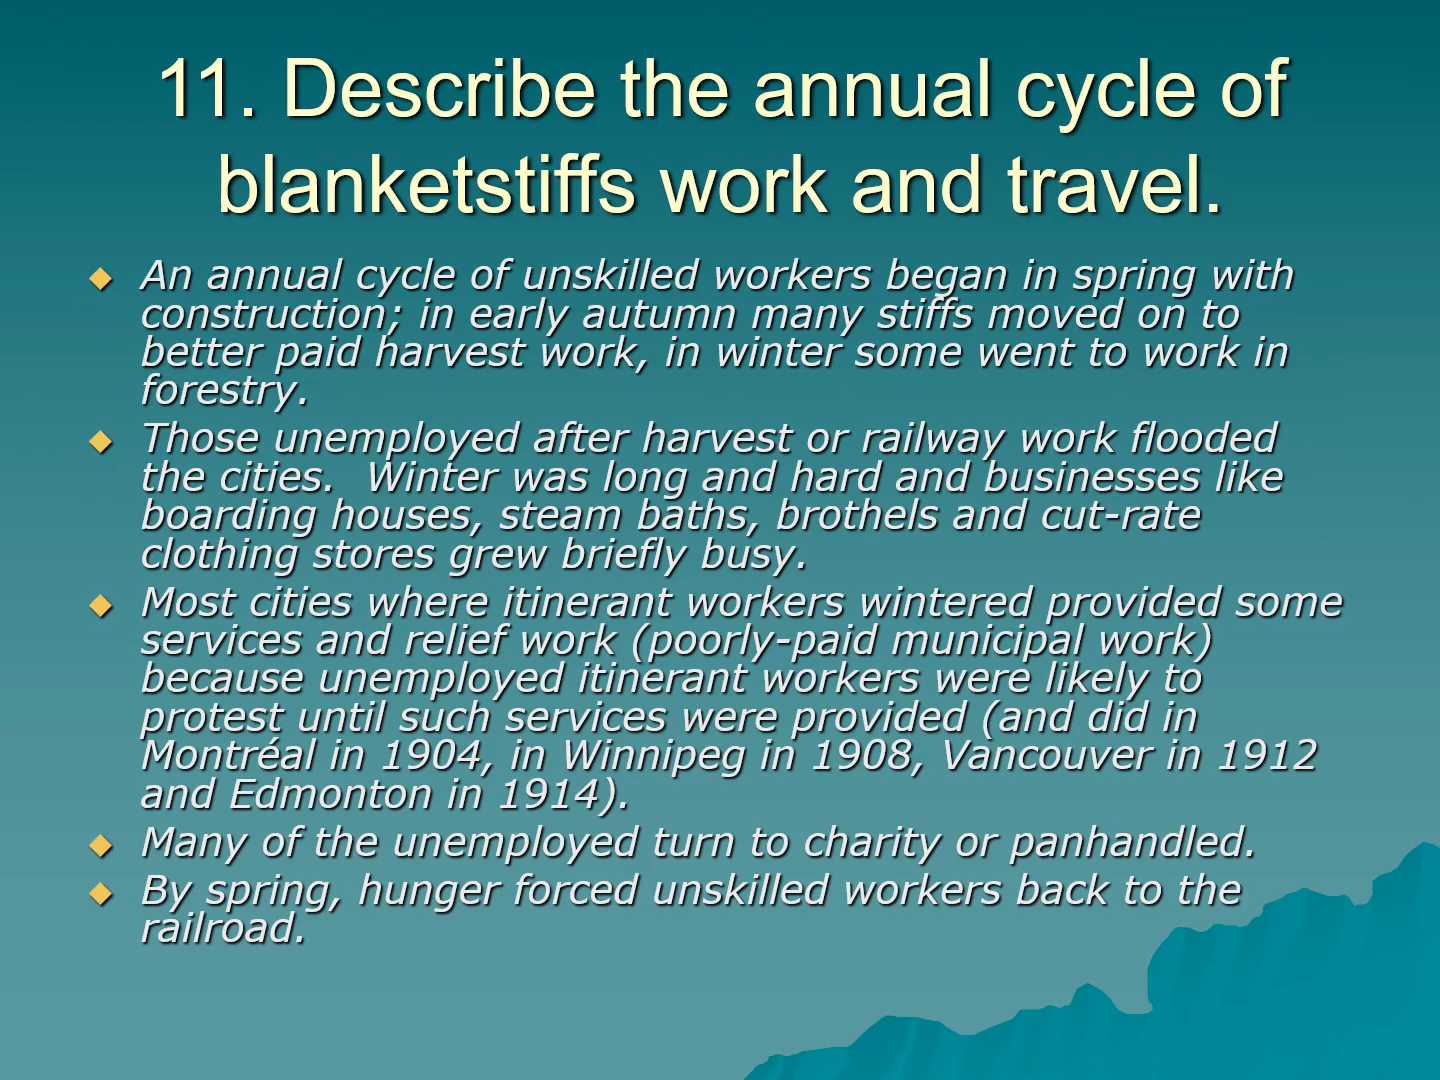 11. Describe the annual cycle of
blanketstiffs work and travel.
An annual cycle of unskilled workers began in spring with
construction; in early autumn many stiffs moved on to
better paid harvest work, in winter some went to work in
forestry.
Those unemployed after harvest or railway work flooded
the cities.  Winter was long and hard and businesses like
boarding houses, steam baths, brothels and cut-rate
clothing stores grew briefly busy.
Most cities where itinerant workers wintered provided some
services and relief work (poorly-paid municipal work)
because unemployed itinerant workers were likely to
protest until such services were provided (and did in
Montréal in 1904, in Winnipeg in 1908, Vancouver in 1912
and Edmonton in 1914).
Many of the unemployed turn to charity or panhandled.
By spring, hunger forced unskilled workers back to the
railroad.